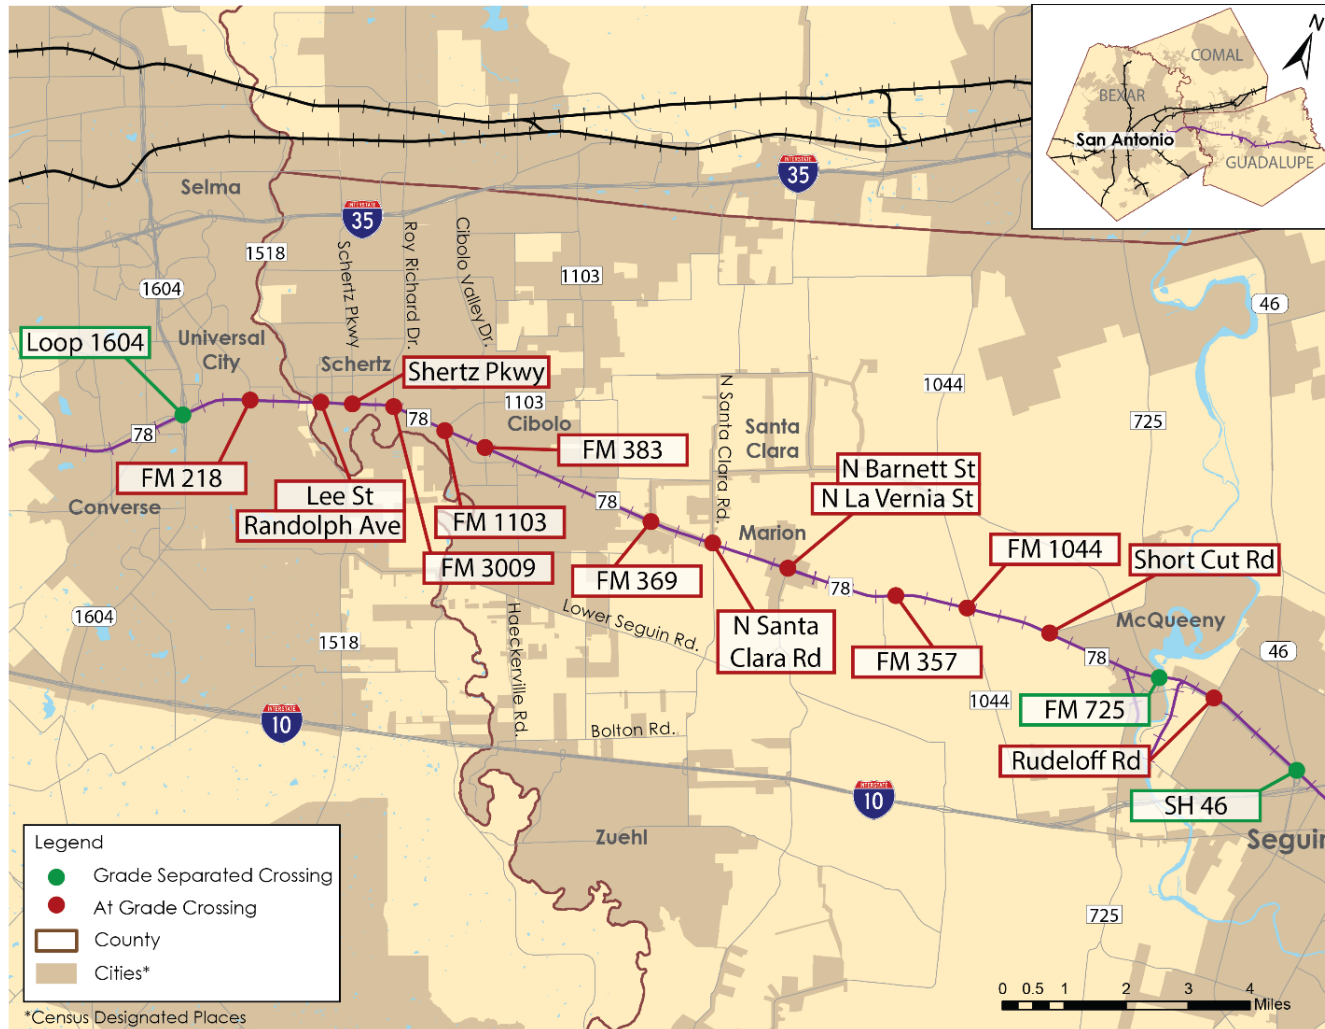 N
COMAL
BEXAR
San Antonio
GUADALUPE
INTERSTATE
35
INTERSTATE
35
Selma
1518
Schertz Pkwy
Roy Richard Dr.
Cibolo Valley Dr.
1103
1604
46
Loop 1604
Universal
City
Schertz
Shertz Pkwy
1044
N Santa Clara Rd.
1103
78
Cibolo
725
Santa
Clara
78
FM 383
N Barnett St
N La Vernia St
FM 218
Lee St
Randolph Ave
Converse
FM 1103
78
Marion
FM 1044
Short Cut Rd
FM 3009
FM 369
78
1604
Haeckerville Rd.
Lower Seguin Rd.
N Santa
Clara Rd
FM 357
McQueeny
1518
78
46
1044
FM 725
INTERSTATE
10
Bolton Rd.
Rudeloff Rd
INTERSTATE
10
SH 46
Zuehl
Seguin
Legend
Grade Separated Crossing
At Grade Crossing
County
Cities*
725
0 0.5 1 2 3 4
Miles
*Census Designated Places